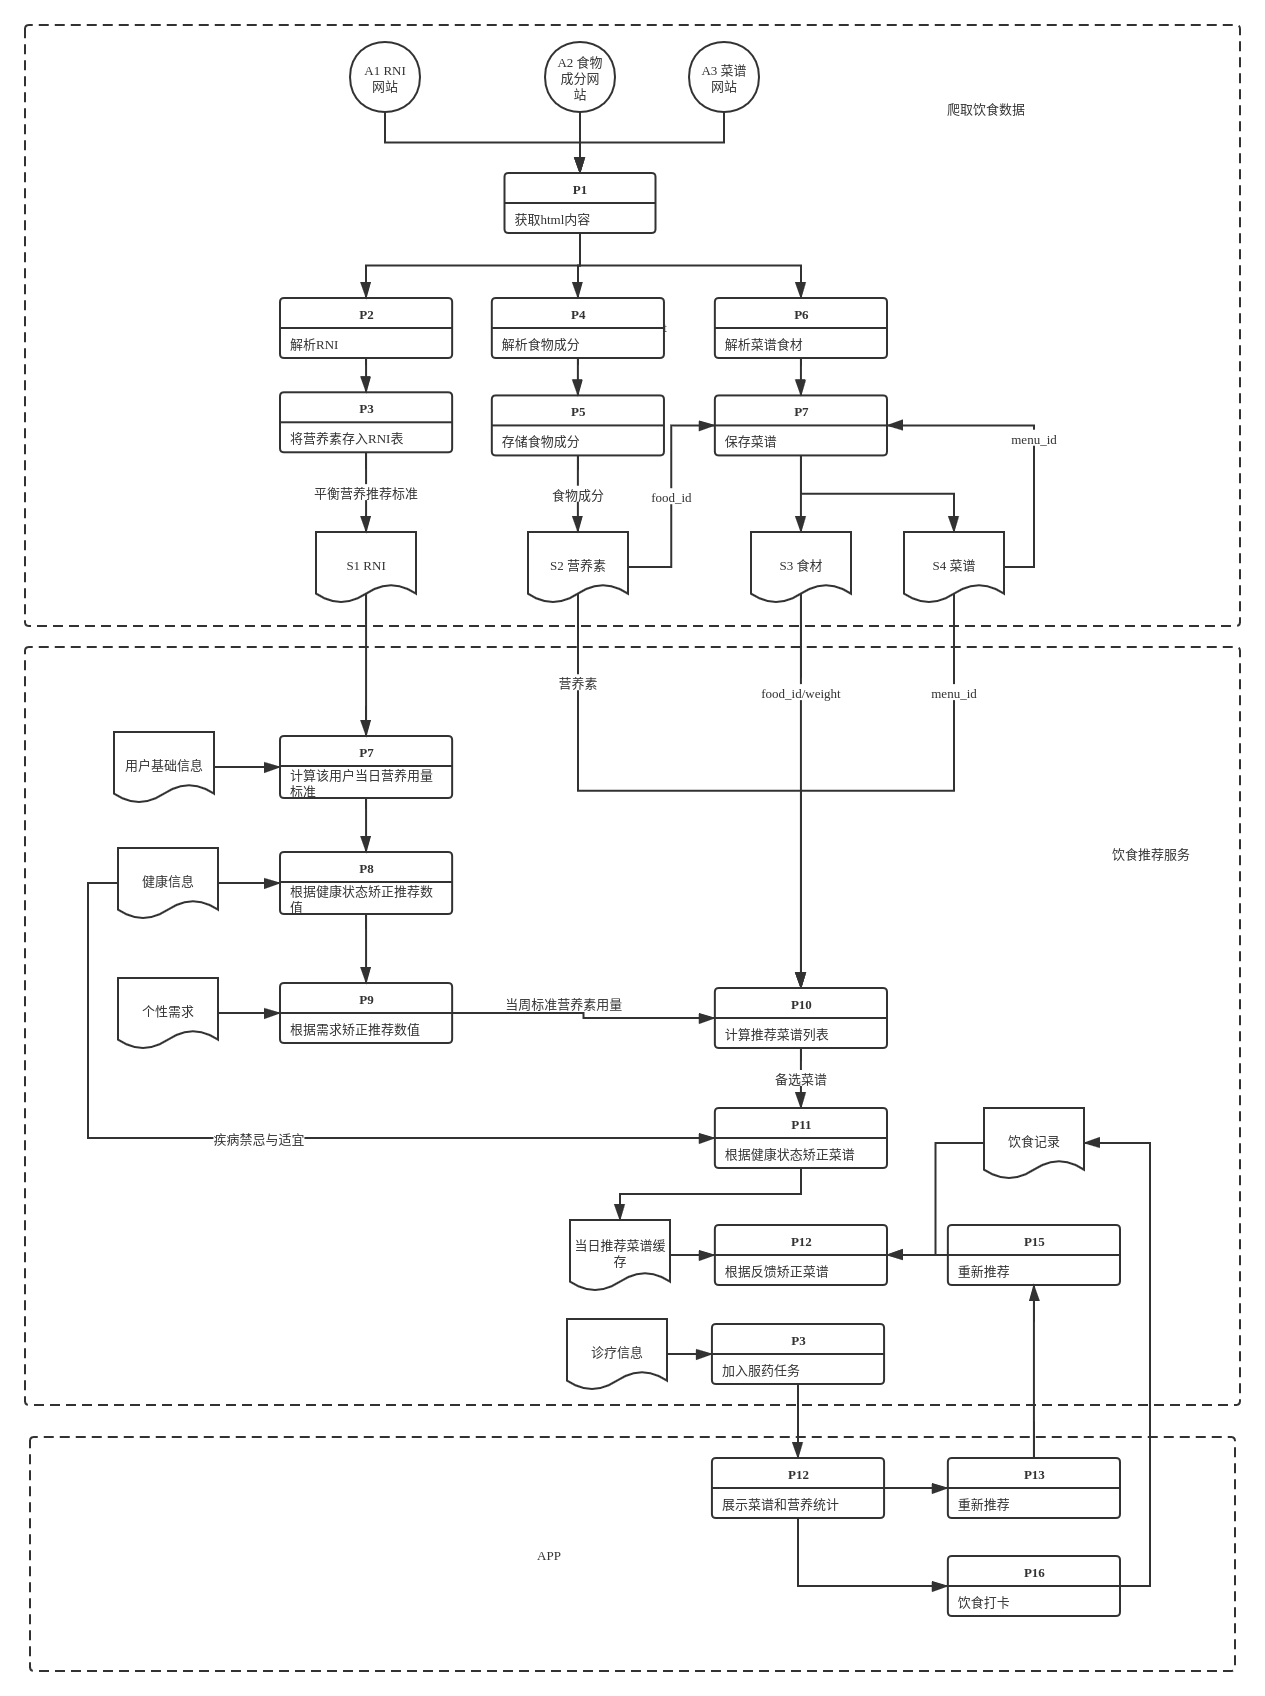 A1 RNI
网站
A2 食物
成分网
站
A3 菜谱
网站
爬取饮食数据
P1
获取html内容
P2
解析RNI
P4
解析食物成分
P6
解析菜谱食材
P3
将营养素存入RNI表
P5
存储食物成分
P7
保存菜谱
menu_id
平衡营养推荐标准
食物成分
food_id
S1 RNI
S2 营养素
S3 食材
S4 菜谱
营养素
food_id/weight
menu_id
用户基础信息
P7
计算该用户当日营养用量
标准
饮食推荐服务
健康信息
P8
根据健康状态矫正推荐数
值
个性需求
P9
根据需求矫正推荐数值
当周标准营养素用量
P10
计算推荐菜谱列表
备选菜谱
疾病禁忌与适宜
P11
根据健康状态矫正菜谱
饮食记录
当日推荐菜谱缓
存
P12
根据反馈矫正菜谱
P15
重新推荐
诊疗信息
P3
加入服药任务
P12
展示菜谱和营养统计
P13
重新推荐
APP
P16
饮食打卡